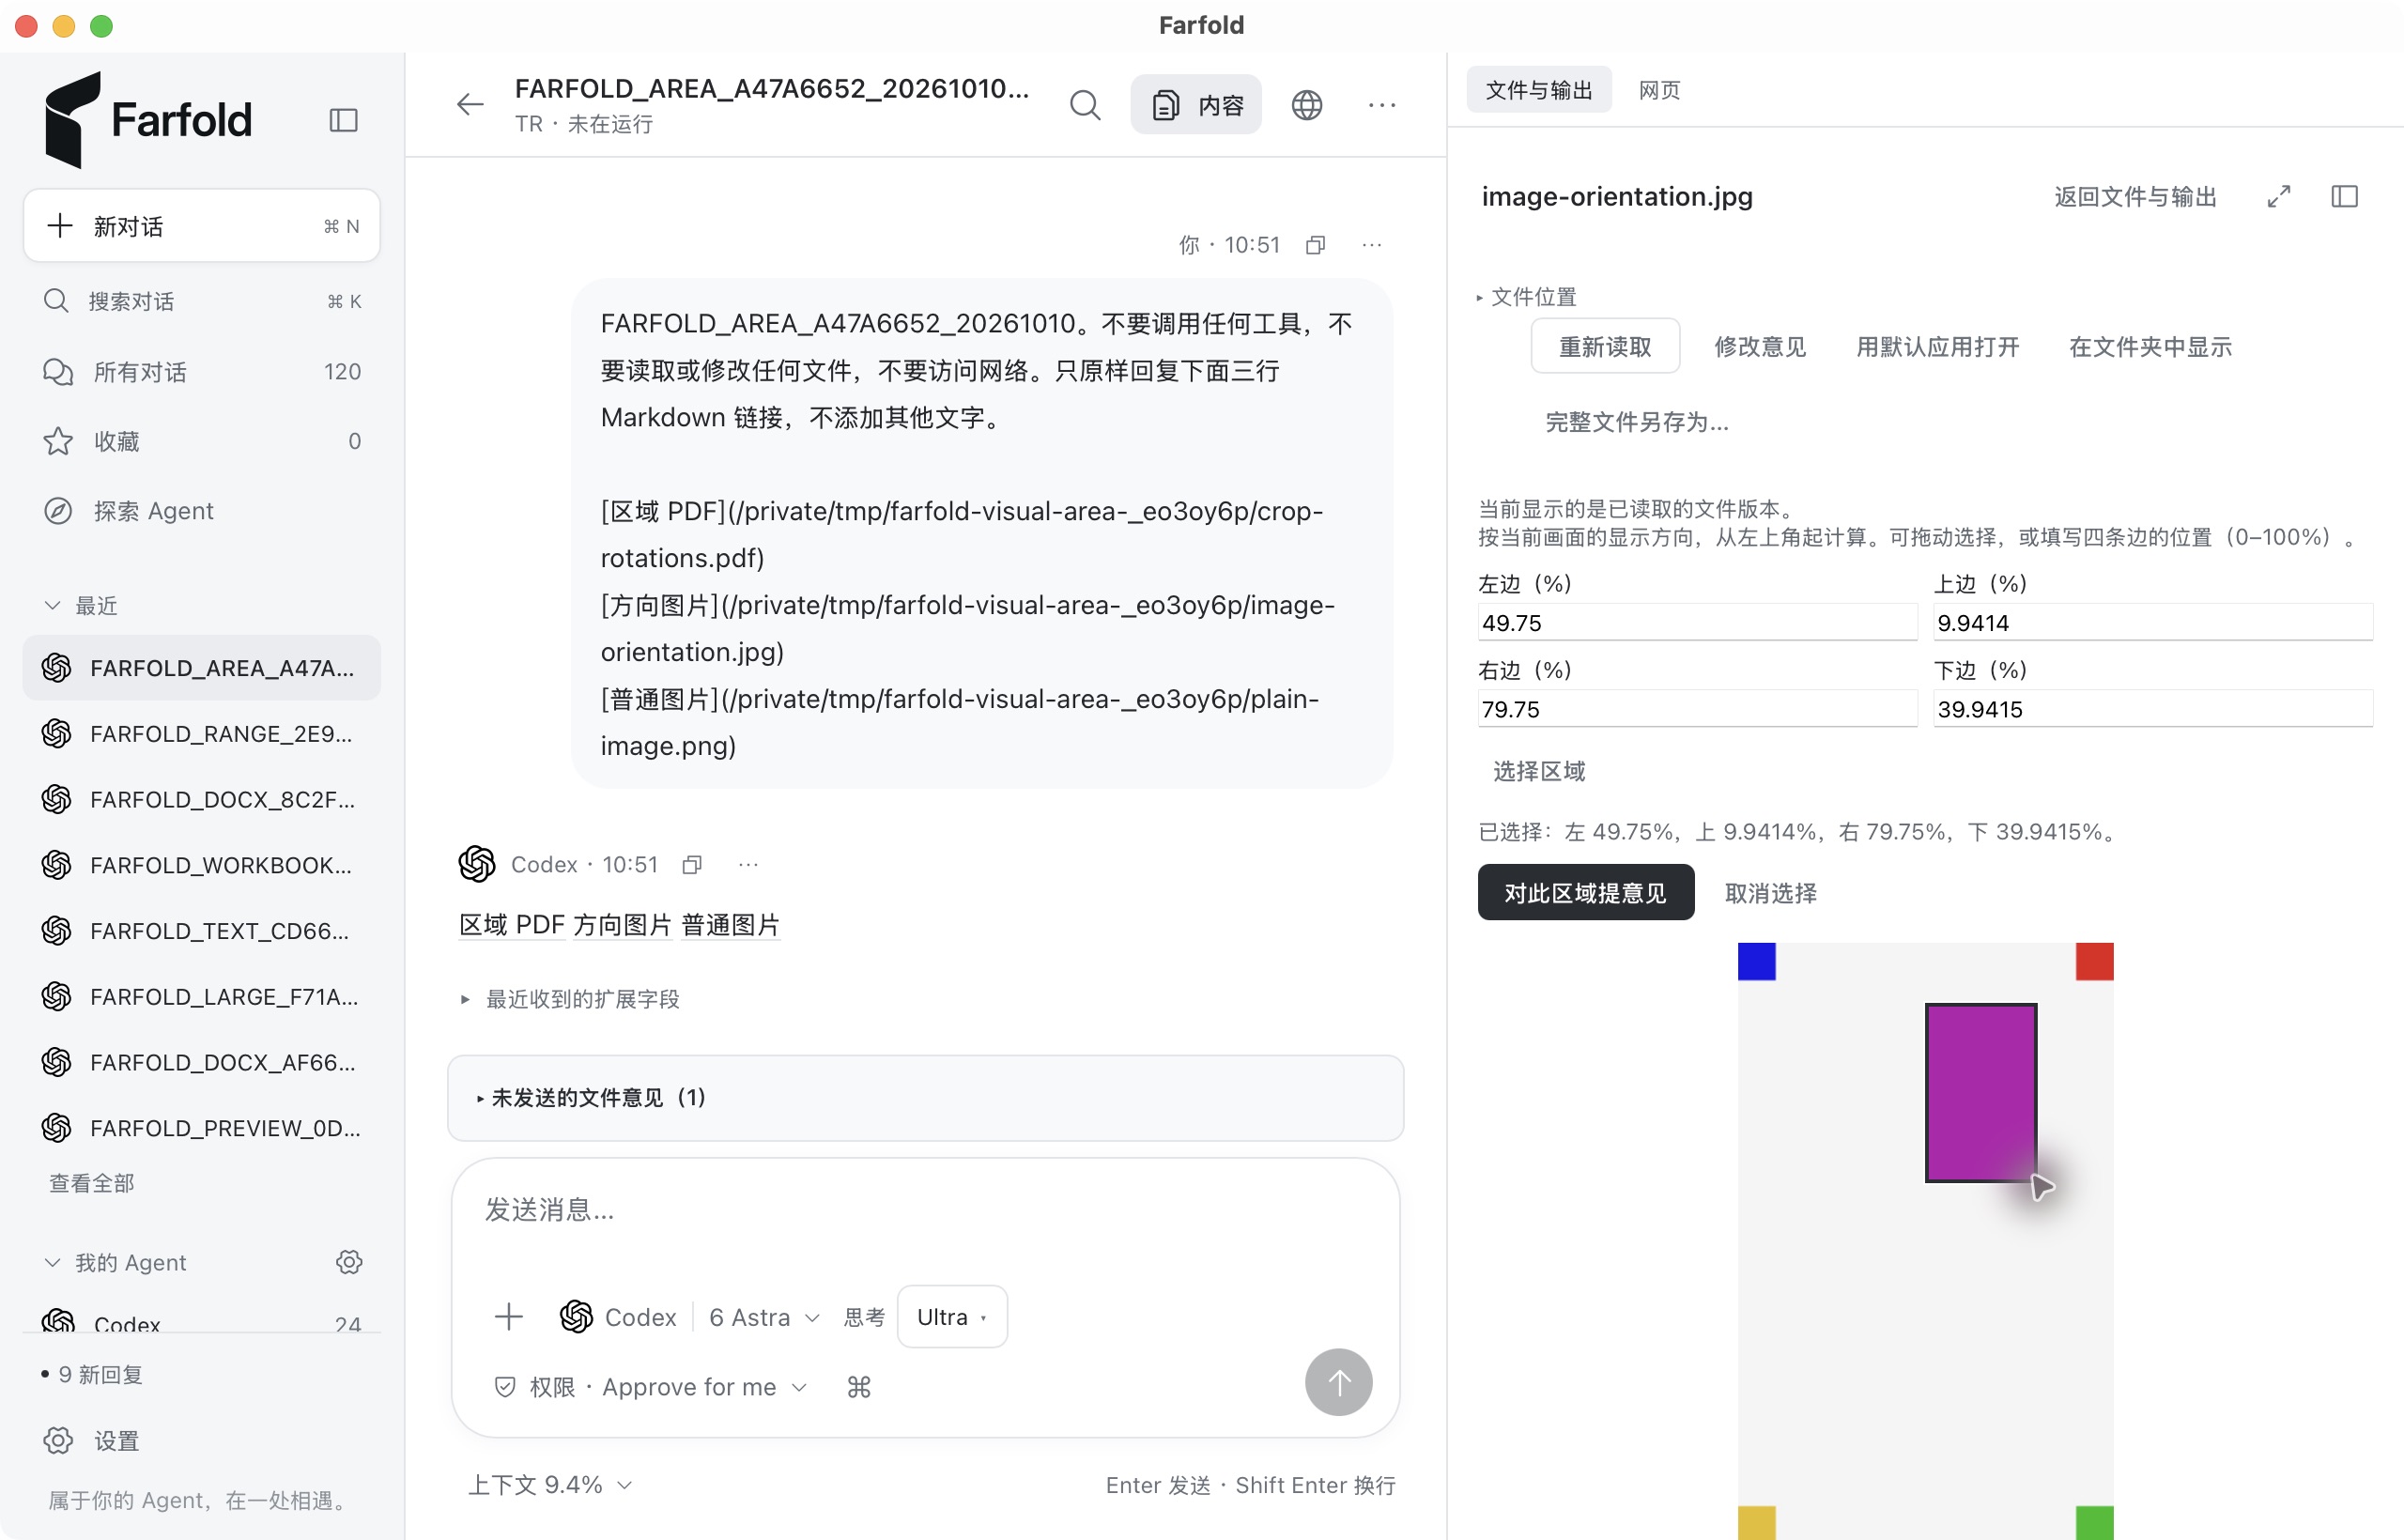 Farfold
Farfold
新对话
⌘ N
搜索对话
⌘ K
所有对话
120
收藏
0
探索 Agent
最近
FARFOLD_AREA_A47A...
FARFOLD_RANGE_2E9...
FARFOLD_DOCX_8C2F...
FARFOLD_WORKBOOK...
FARFOLD_TEXT_CD66...
FARFOLD_LARGE_F71A...
FARFOLD_DOCX_AF66...
FARFOLD_PREVIEW_0D...
查看全部
我的 Agent
Codex
24
9 新回复
设置
属于你的 Agent，在一处相遇。
FARFOLD_AREA_A47A6652_20261010...
TR · 未在运行
内容
你 · 10:51
FARFOLD_AREA_A47A6652_20261010。不要调用任何工具，不
要读取或修改任何文件，不要访问网络。只原样回复下面三行
Markdown 链接，不添加其他文字。
[区域 PDF](/private/tmp/farfold-visual-area-_eo3oy6p/crop-
rotations.pdf)
[方向图片](/private/tmp/farfold-visual-area-_eo3oy6p/image-
orientation.jpg)
[普通图片](/private/tmp/farfold-visual-area-_eo3oy6p/plain-
image.png)
Codex · 10:51
区域 PDF 方向图片 普通图片
最近收到的扩展字段
未发送的文件意见（1）
发送消息...
Codex
6 Astra
思考
Ultra
权限 · Approve for me
⌘
上下文 9.4%
Enter 发送 · Shift Enter 换行
文件与输出
网页
image-orientation.jpg
返回文件与输出
文件位置
重新读取
修改意见
用默认应用打开
在文件夹中显示
完整文件另存为...
当前显示的是已读取的文件版本。
按当前画面的显示方向，从左上角起计算。可拖动选择，或填写四条边的位置（0–100%）。
左边（%）
上边（%）
49.75
9.9414
右边（%）
下边（%）
79.75
39.9415
选择区域
已选择：左 49.75%，上 9.9414%，右 79.75%，下 39.9415%。
对此区域提意见
取消选择